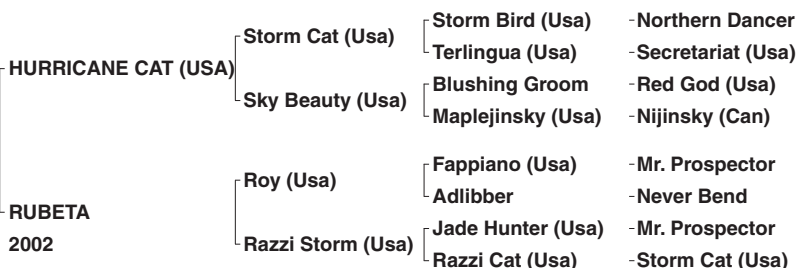 HURRICANE CAT (USA)
RUBETA
2002
Storm Cat (Usa)
Sky Beauty (Usa)
Roy (Usa)
Razzi Storm (Usa)
Storm Bird (Usa)
Terlingua (Usa)
Blushing Groom
Maplejinsky (Usa)
Fappiano (Usa)
Adlibber
Jade Hunter (Usa)
Razzi Cat (Usa)
Northern Dancer
Secretariat (Usa)
Red God (Usa)
Nijinsky (Can)
Mr. Prospector
Never Bend
Mr. Prospector
Storm Cat (Usa)